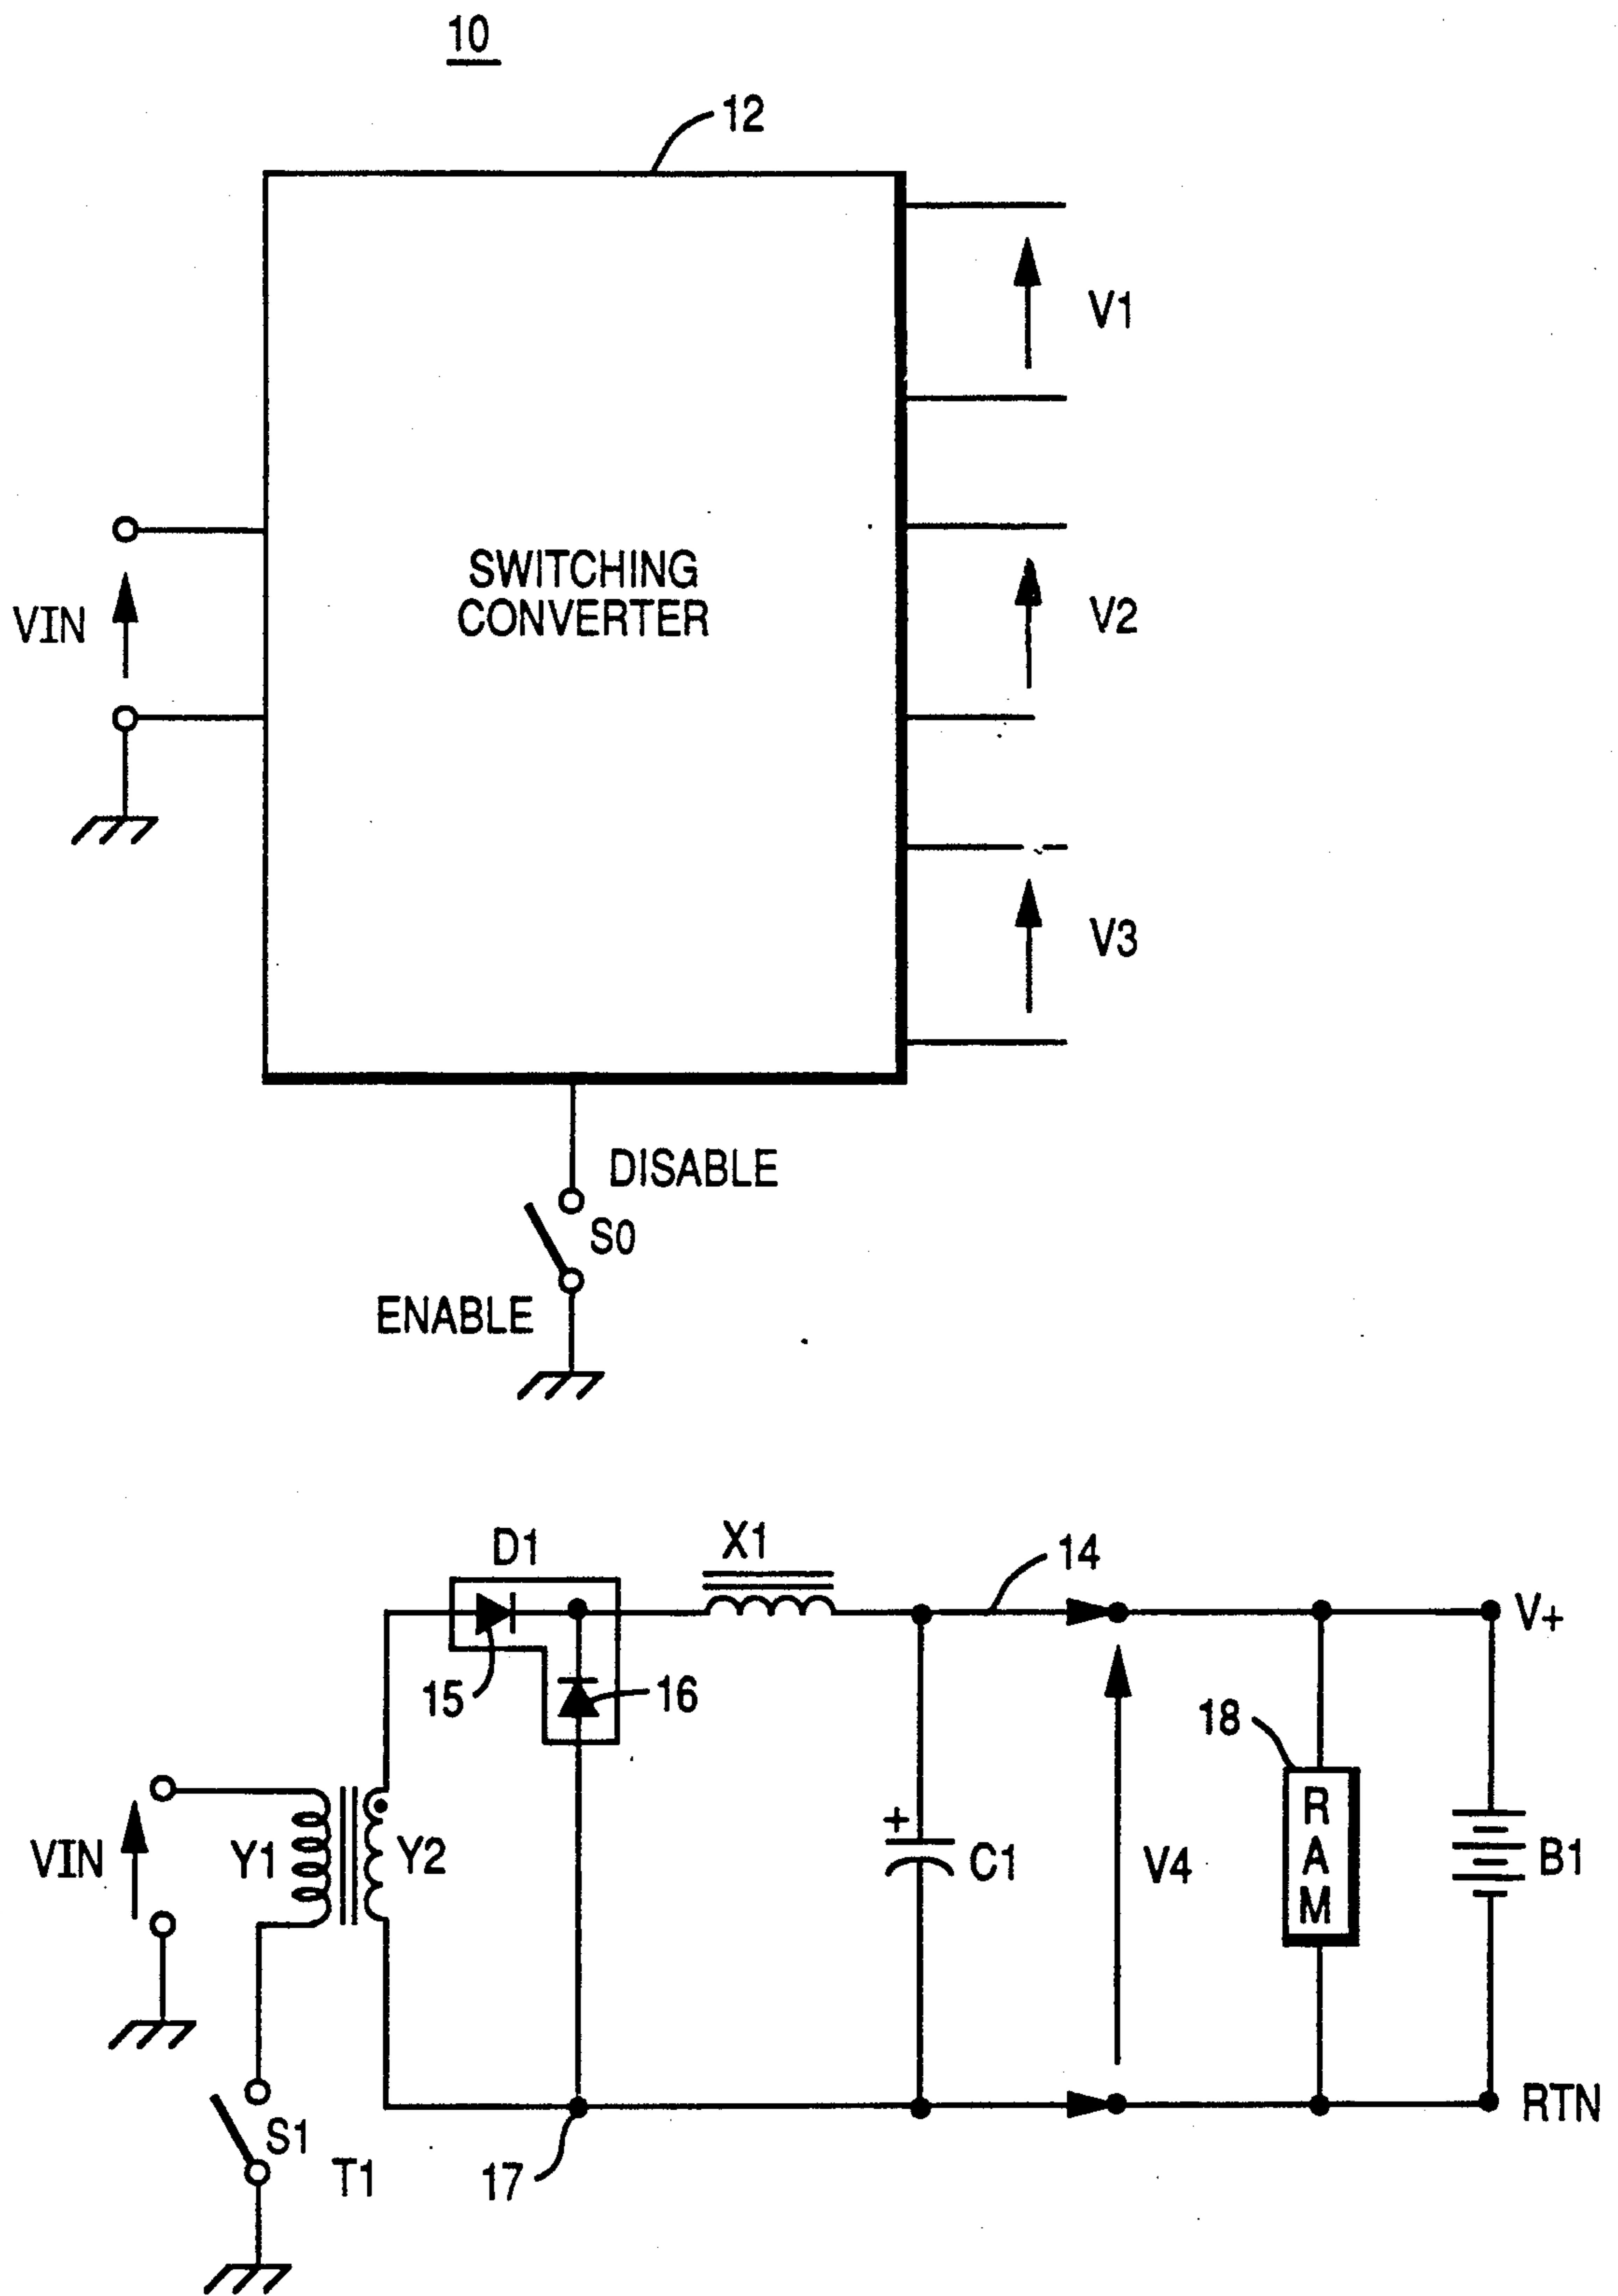 10
12
V1
SWITCHING
CONVERTER
VIN
V2
V3
DISABLE
S0
ENABLE
D1
X1
14
V+
15
16
18
RAM
VIN
Y1
Y2
+
C1
V4
B1
S1
T1
17
RTN